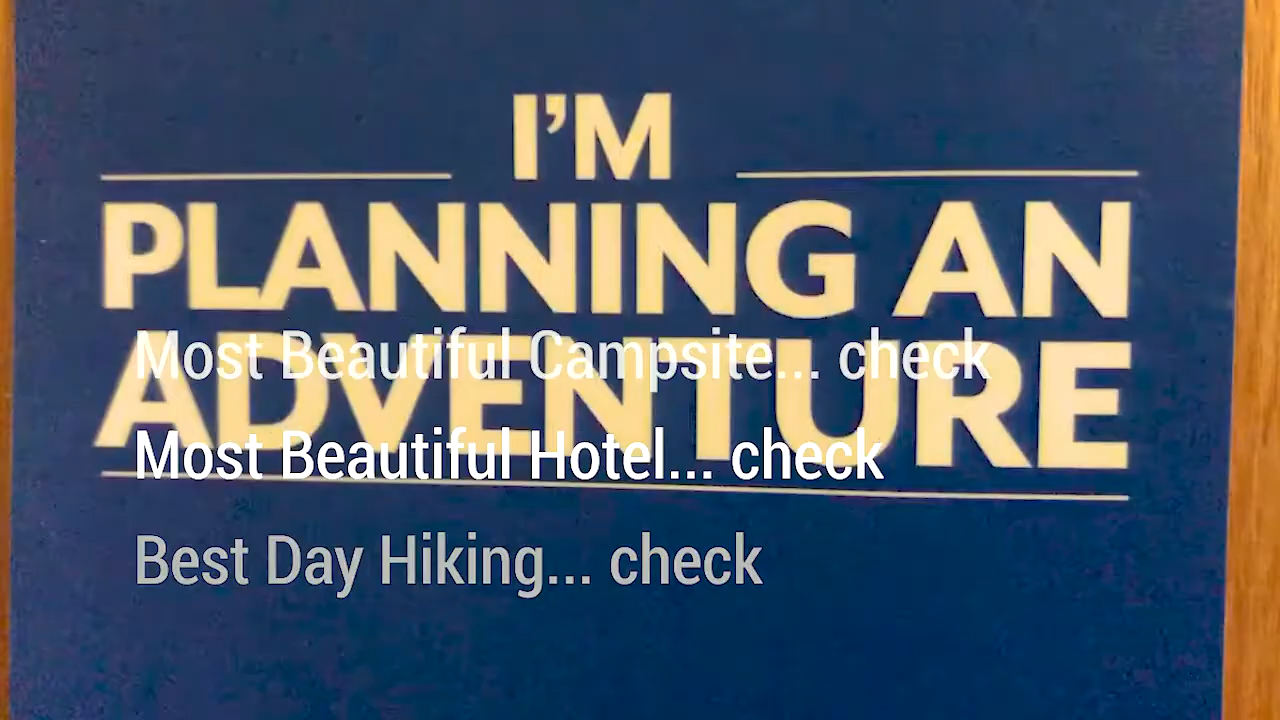 I'M
PLANNING AN
ADVENTURE
Most Beautiful Campsite... check
Most Beautiful Hotel... check
Best Day Hiking... check